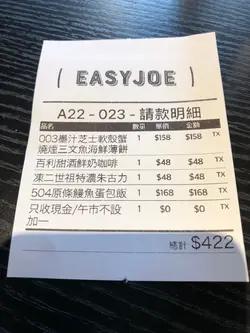 ( EASYJOE )
A22 - 023 - 請款明細
品名 數量 單價 金額
003墨汁芝士軟殼蟹 1 $158 $158 TX
燒煌三文魚海鮮薄餅
百利甜酒鮮奶咖啡 1 $48 $48 TX
凍二世祖特濃朱古力 1 $48 $48 TX
504原條鰻魚蛋包飯 1 $168 $168 TX
只收現金/午市不設 1 $0 $0 TX
加一
總計 $422